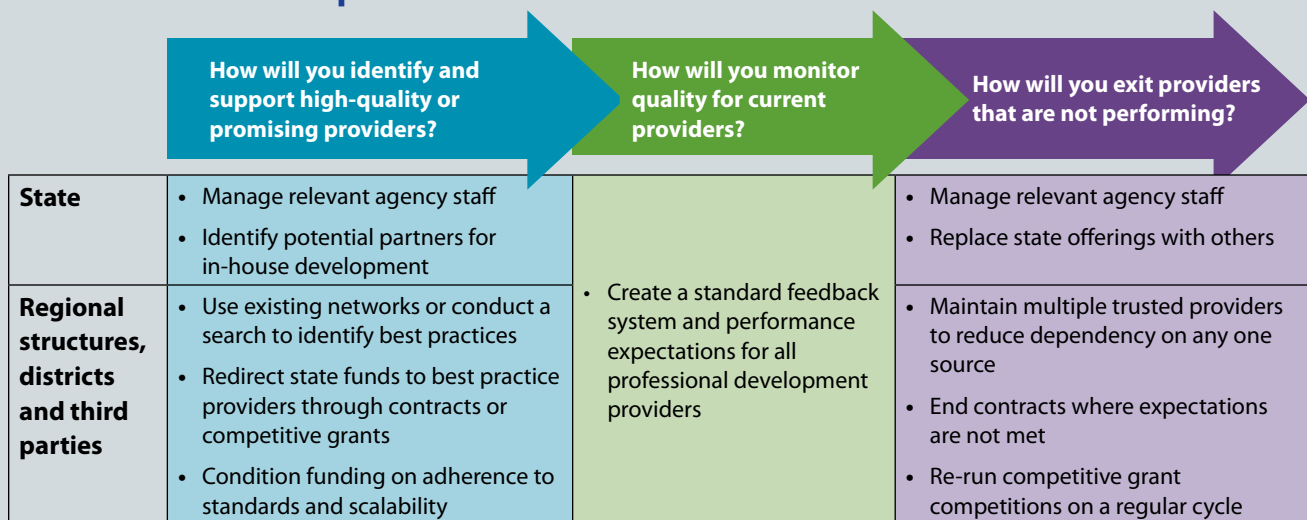 How will you identify and
support high-quality or
promising providers?
How will you monitor
quality for current
providers?
How will you exit providers
that are not performing?
State
• Manage relevant agency staff
• Identify potential partners for
in-house development
• Manage relevant agency staff
• Replace state offerings with others
• Create a standard feedback
system and performance
expectations for all
professional development
providers
Regional
structures,
districts
and third
parties
• Use existing networks or conduct a
search to identify best practices
• Redirect state funds to best practice
providers through contracts or
competitive grants
• Condition funding on adherence to
standards and scalability
• Maintain multiple trusted providers
to reduce dependency on any one
source
• End contracts where expectations
are not met
• Re-run competitive grant
competitions on a regular cycle